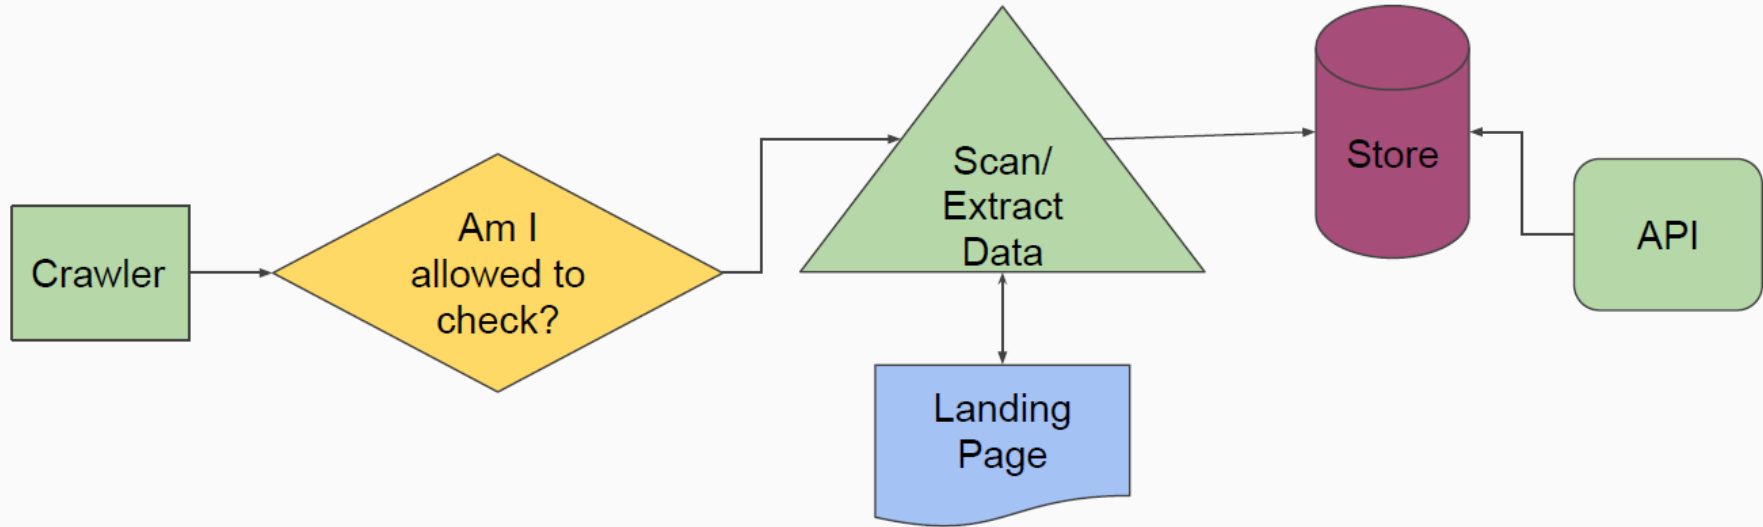 Crawler
Am I
allowed to
check?
Scan/
Extract
Data
Landing
Page
Store
API